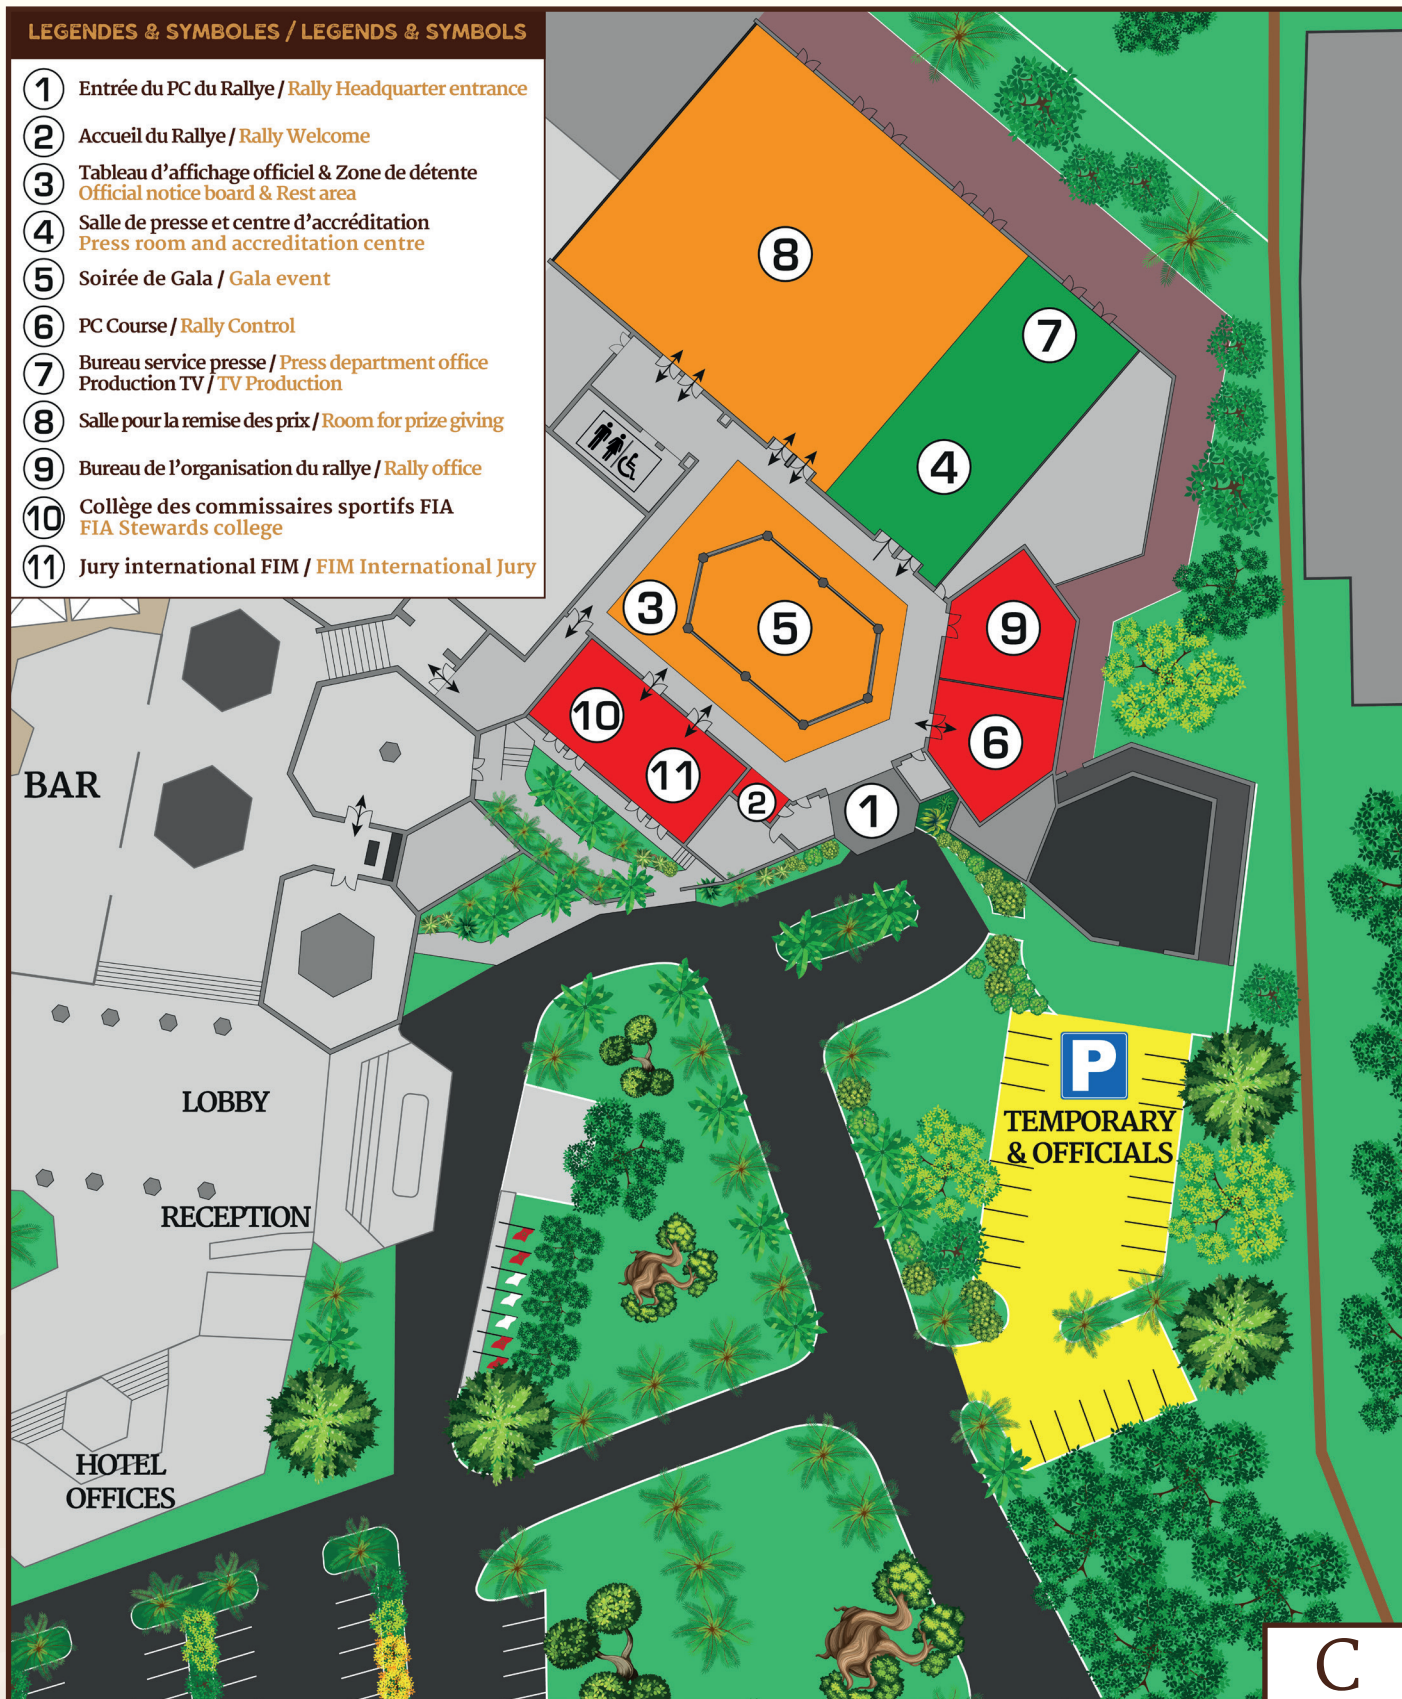 LEGENDES & SYMBOLES / LEGENDS & SYMBOLS
1 Entrée du PC du Rallye / Rally Headquarter entrance
2 Accueil du Rallye / Rally Welcome
3 Tableau d'affichage officiel & Zone de détente
Official notice board & Rest area
4 Salle de presse et centre d'accréditation
Press room and accreditation centre
5 Soirée de Gala / Gala event
6 PC Course / Rally Control
7 Bureau service presse / Press department office
Production TV / TV Production
8 Salle pour la remise des prix / Room for prize giving
9 Bureau de l'organisation du rallye / Rally office
10 Collège des commissaires sportifs FIA
FIA Stewards college
11 Jury international FIM / FIM International Jury
8
7
4
3
5
9
10
6
11
2
1
BAR
LOBBY
RECEPTION
HOTEL
OFFICES
P
TEMPORARY
& OFFICIALS
C